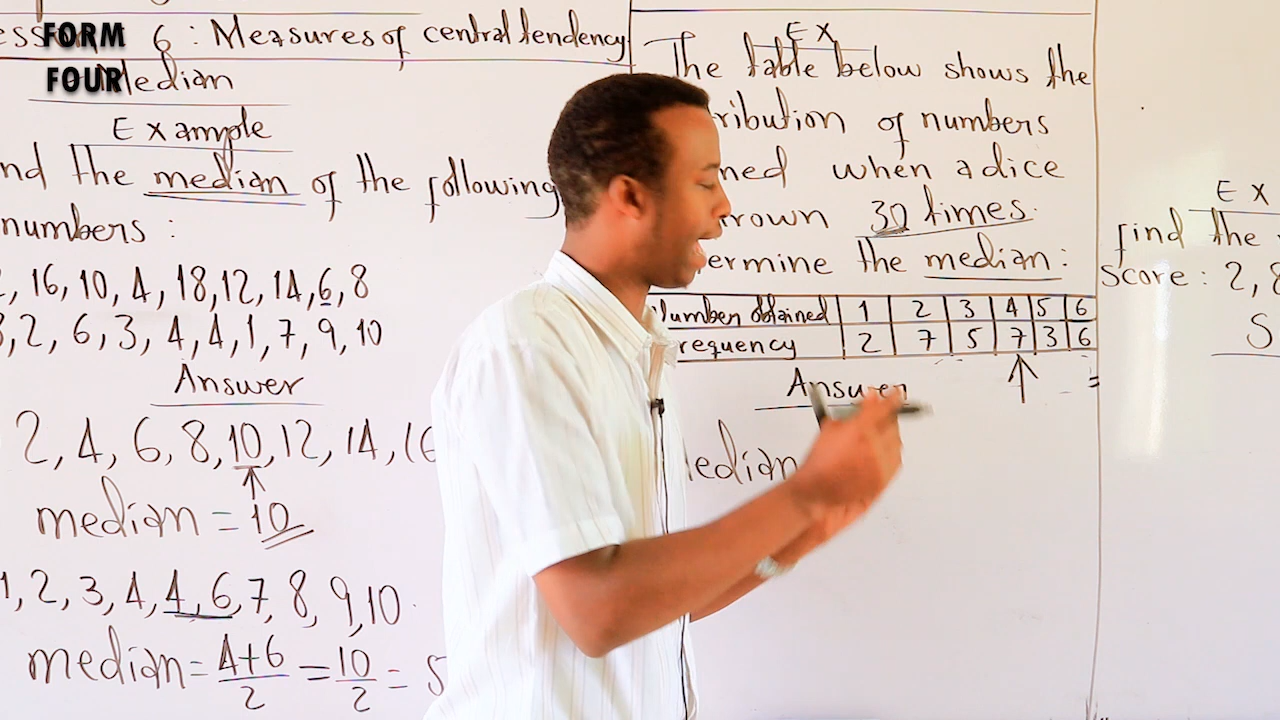 FORM
FOUR
6 : Measures of central tendency
Median
Example
nd the median of the following
numbers :
, 16, 10, 4, 18, 12, 14, 6, 8
3, 2, 6, 3, 4, 4, 1, 7, 9, 10
Answer
2, 4, 6, 8, 10, 12, 14, 16
median = 10
1, 2, 3, 4, 4, 6, 7, 8, 9, 10
median = 4+6/2 = 10/2 = 5
Ex
The table below shows the
ribution of numbers
ned when a dice
rown 30 times.
ermine the median :
Number obtained 1 2 3 4 5 6
requency 2 7 5 7 3 6
Answer
edian
=
Ex
find the
Score : 2, 8
S